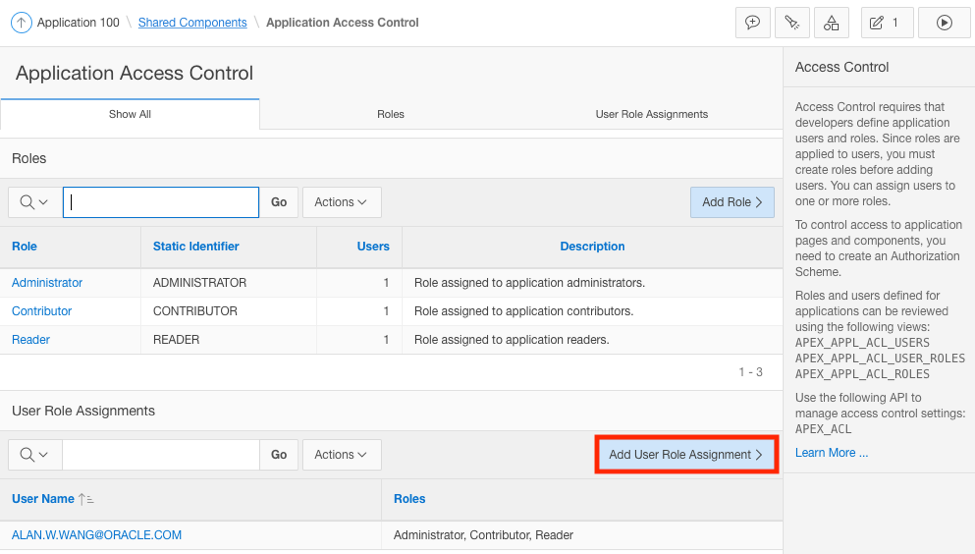 Application 100 \ Shared Components \ Application Access Control
1
Application Access Control
Show All Roles User Role Assignments
Roles
Go Actions Add Role
Role Static Identifier Users Description
Administrator ADMINISTRATOR 1 Role assigned to application administrators.
Contributor CONTRIBUTOR 1 Role assigned to application contributors.
Reader READER 1 Role assigned to application readers.
1 - 3
User Role Assignments
Go Actions Add User Role Assignment
User Name Roles
ALAN.W.WANG@ORACLE.COM Administrator, Contributor, Reader
Access Control
Access Control requires that
developers define application
users and roles. Since roles are
applied to users, you must
create roles before adding
users. You can assign users to
one or more roles.
To control access to application
pages and components, you
need to create an Authorization
Scheme.
Roles and users defined for
applications can be reviewed
using the following views:
APEX_APPL_ACL_USERS
APEX_APPL_ACL_USER_ROLES
APEX_APPL_ACL_ROLES
Use the following API to
manage access control settings:
APEX_ACL
Learn More ...